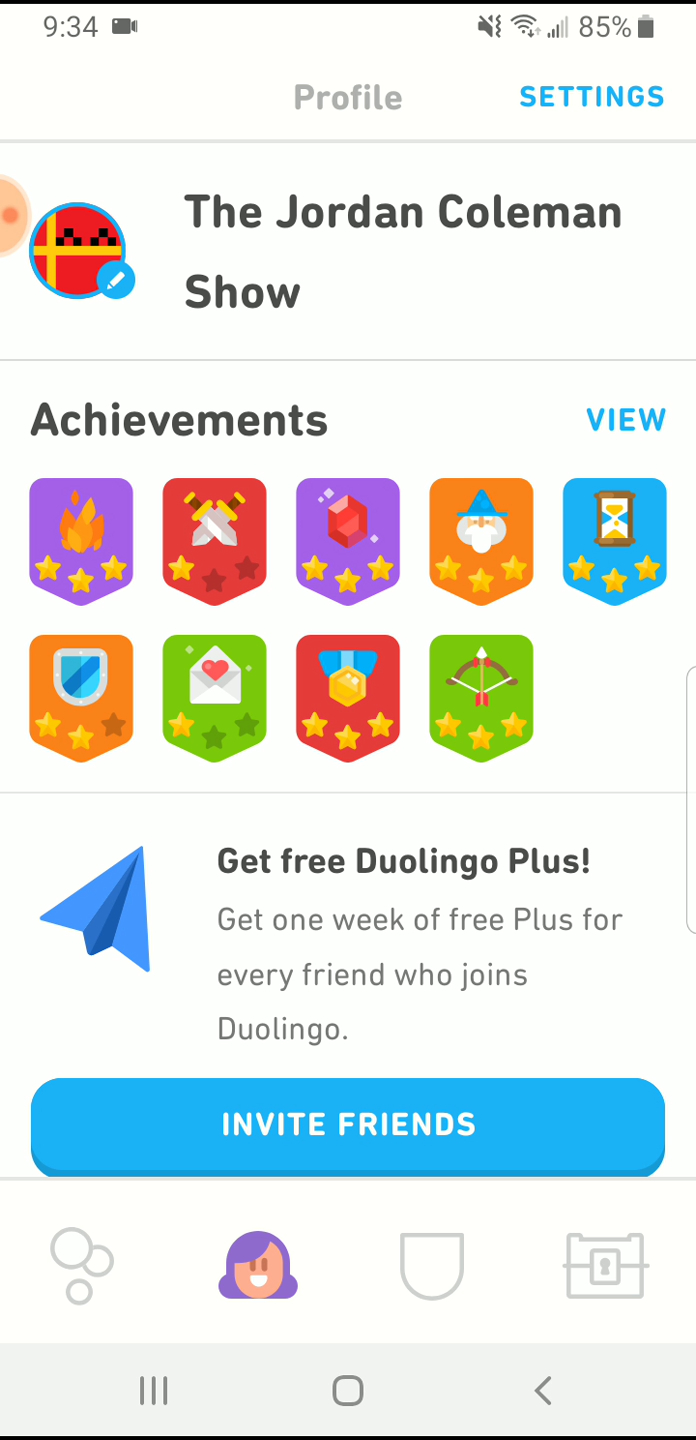 9:34 85%
Profile SETTINGS
The Jordan Coleman
Show
Achievements VIEW
Get free Duolingo Plus!
Get one week of free Plus for
every friend who joins
Duolingo.
INVITE FRIENDS